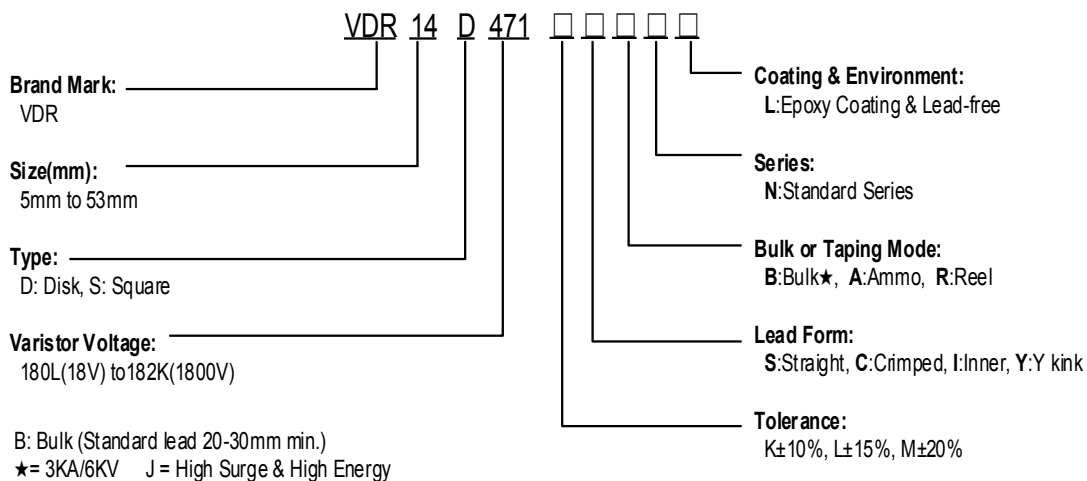 VDR 14 D 471 □ □ □ □ □
Brand Mark:
VDR
Size(mm):
5mm to 53mm
Type:
D: Disk, S: Square
Varistor Voltage:
180L(18V) to182K(1800V)
B: Bulk (Standard lead 20-30mm min.)
★= 3KA/6KV J = High Surge & High Energy
Coating & Environment:
L:Epoxy Coating & Lead-free
Series:
N:Standard Series
Bulk or Taping Mode:
B:Bulk★, A:Ammo, R:Reel
Lead Form:
S:Straight, C:Crimped, I:Inner, Y:Y kink
Tolerance:
K±10%, L±15%, M±20%